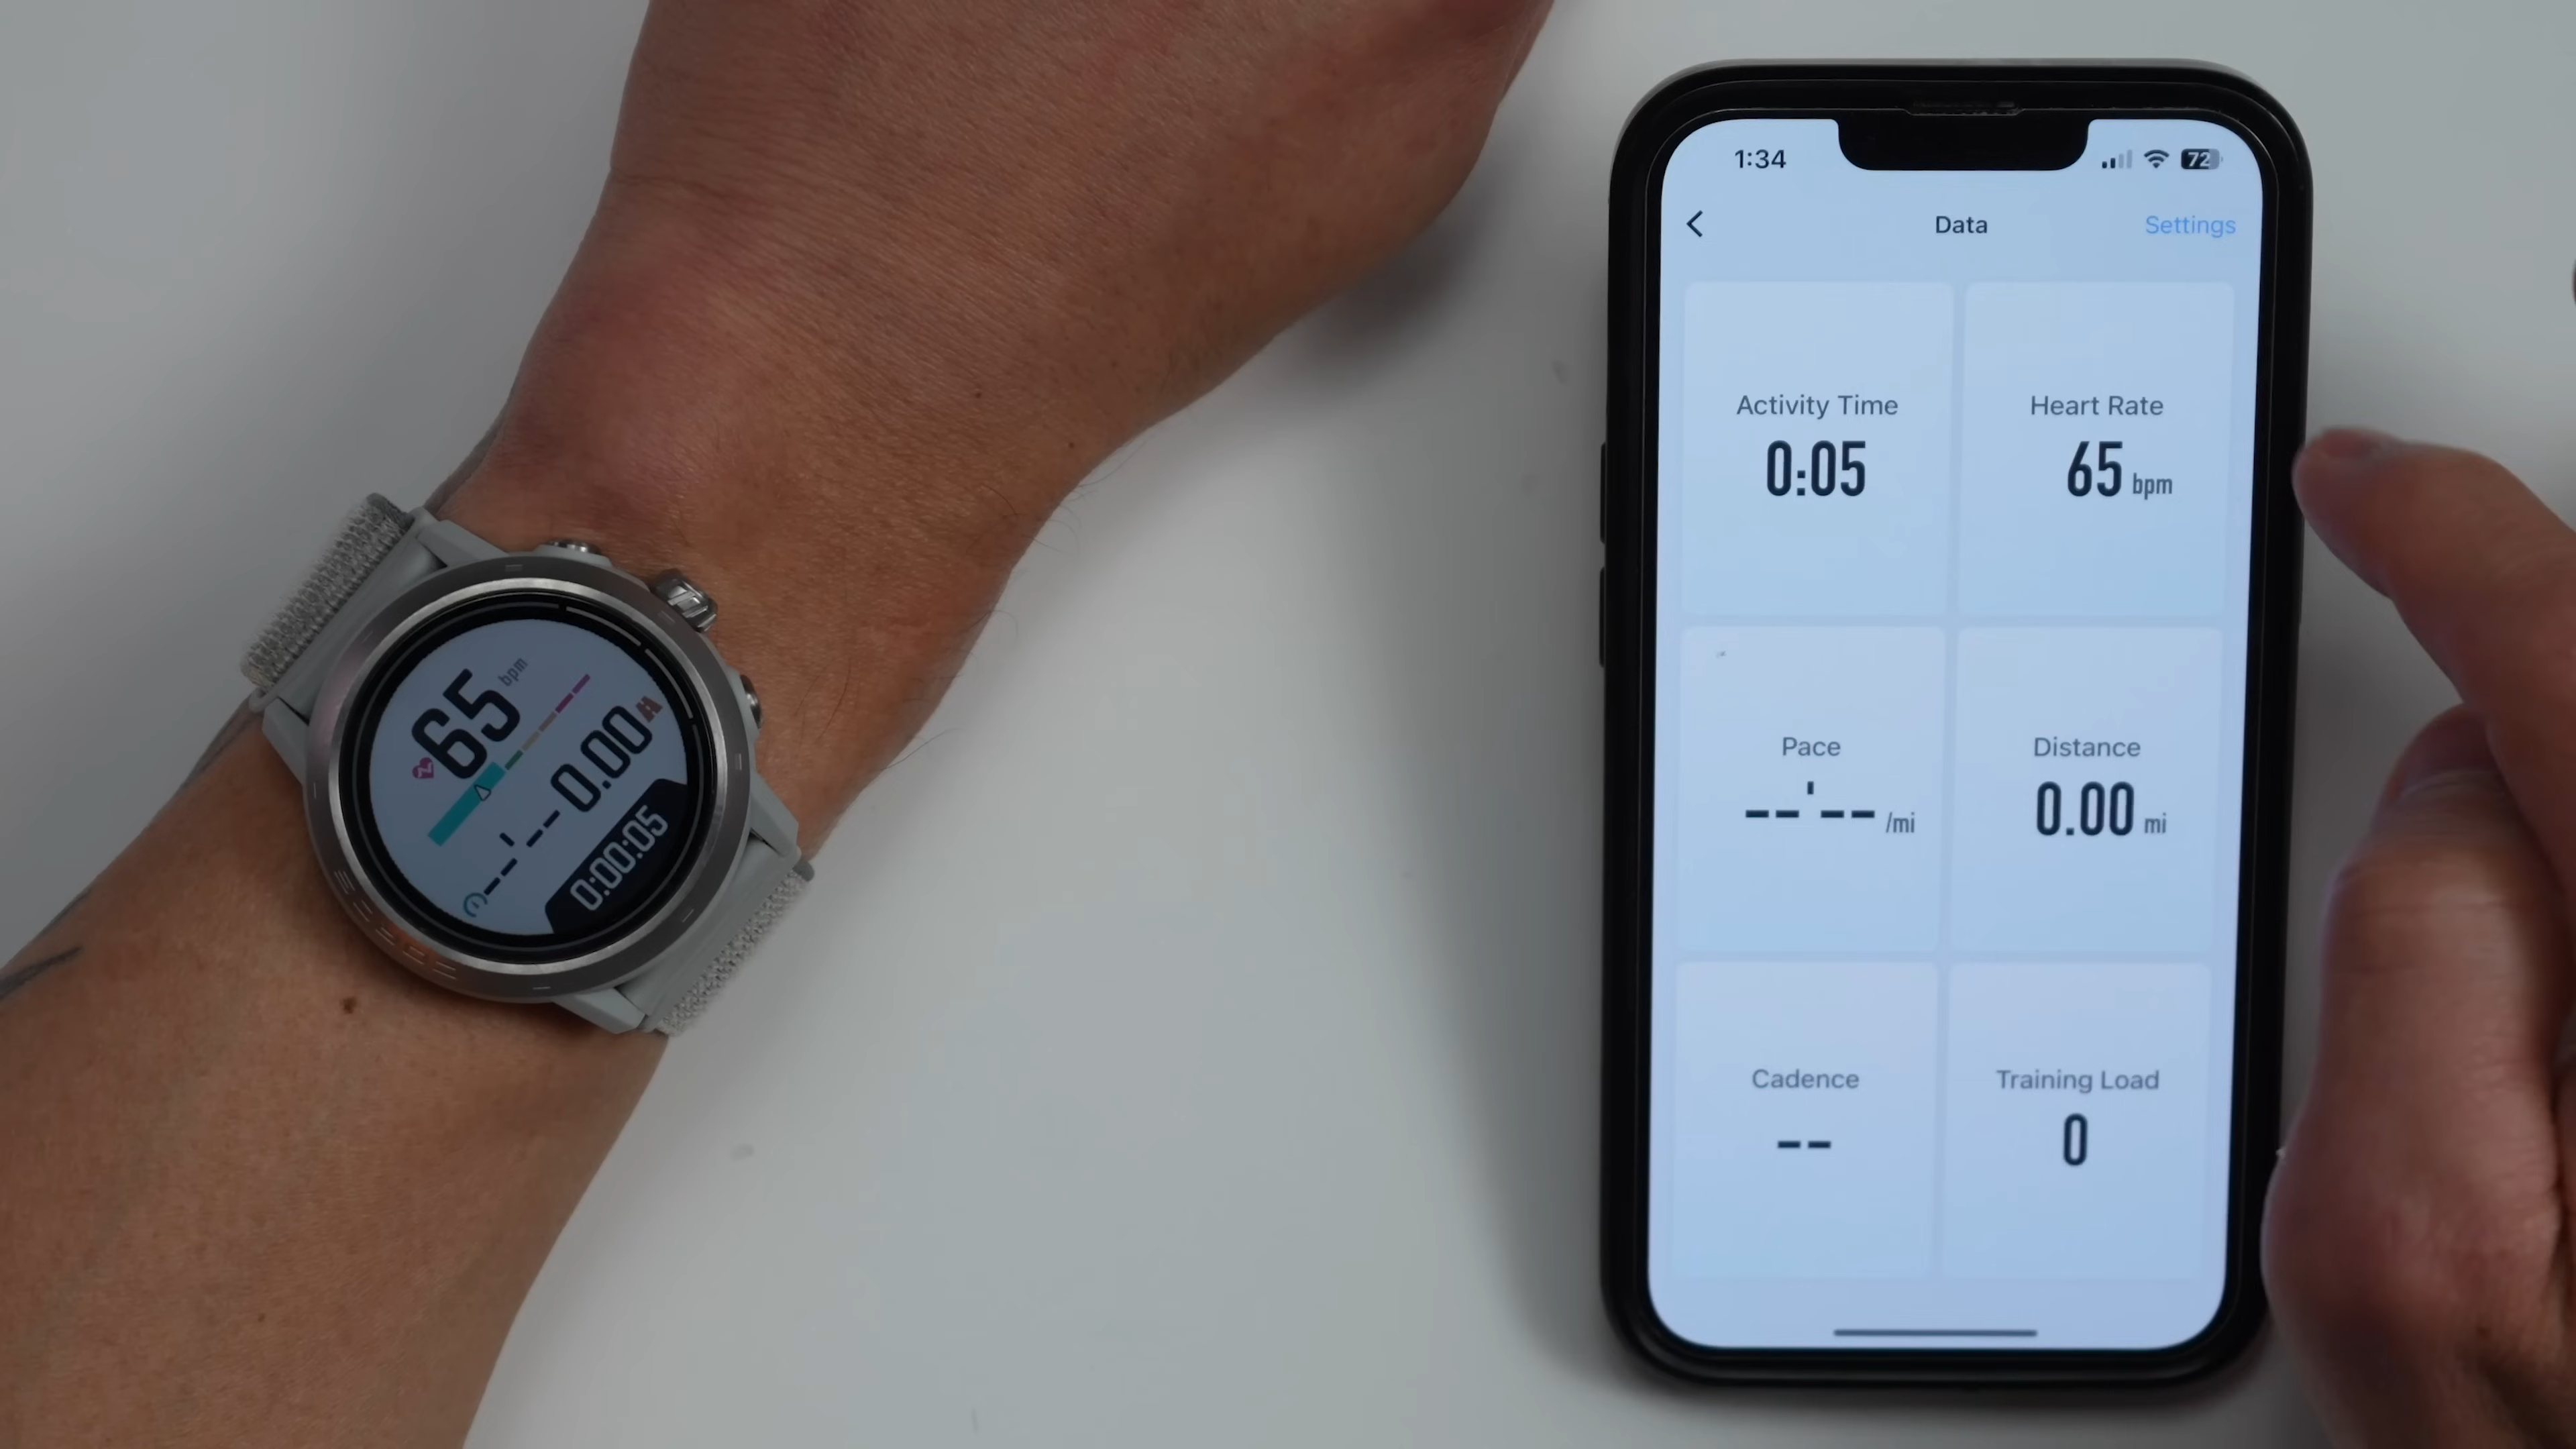 65 bpm
--'-- 0.00
0:00:05
1:34
72
Data
Settings
Activity Time
0:05
Heart Rate
65 bpm
Pace
--'-- /mi
Distance
0.00 mi
Cadence
--
Training Load
0